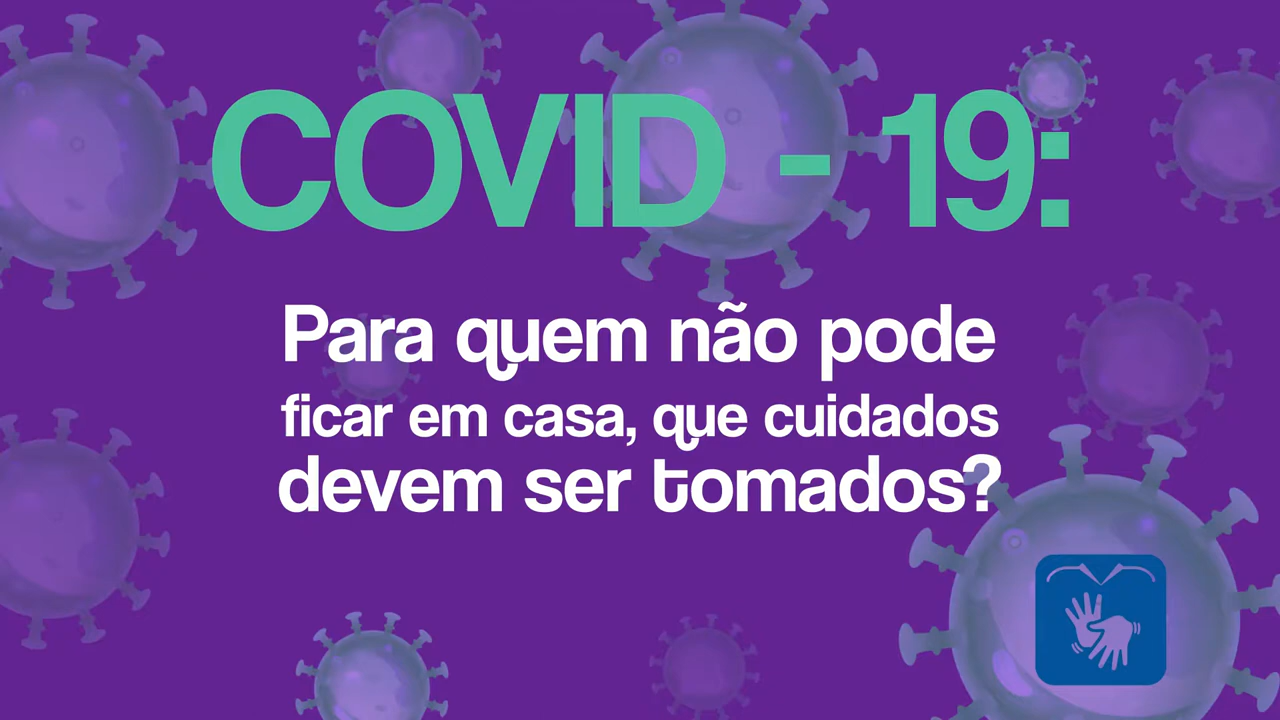 COVID - 19:
Para quem não pode
ficar em casa, que cuidados
devem ser tomados?